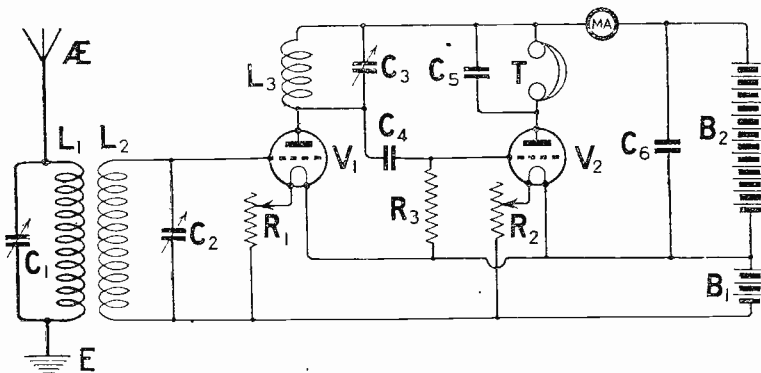 Æ
MA
L₃
C₃
C₅
T
L₁
L₂
C₄
V₁
V₂
C₆
B₂
C₁
C₂
R₁
R₃
R₂
B₁
E